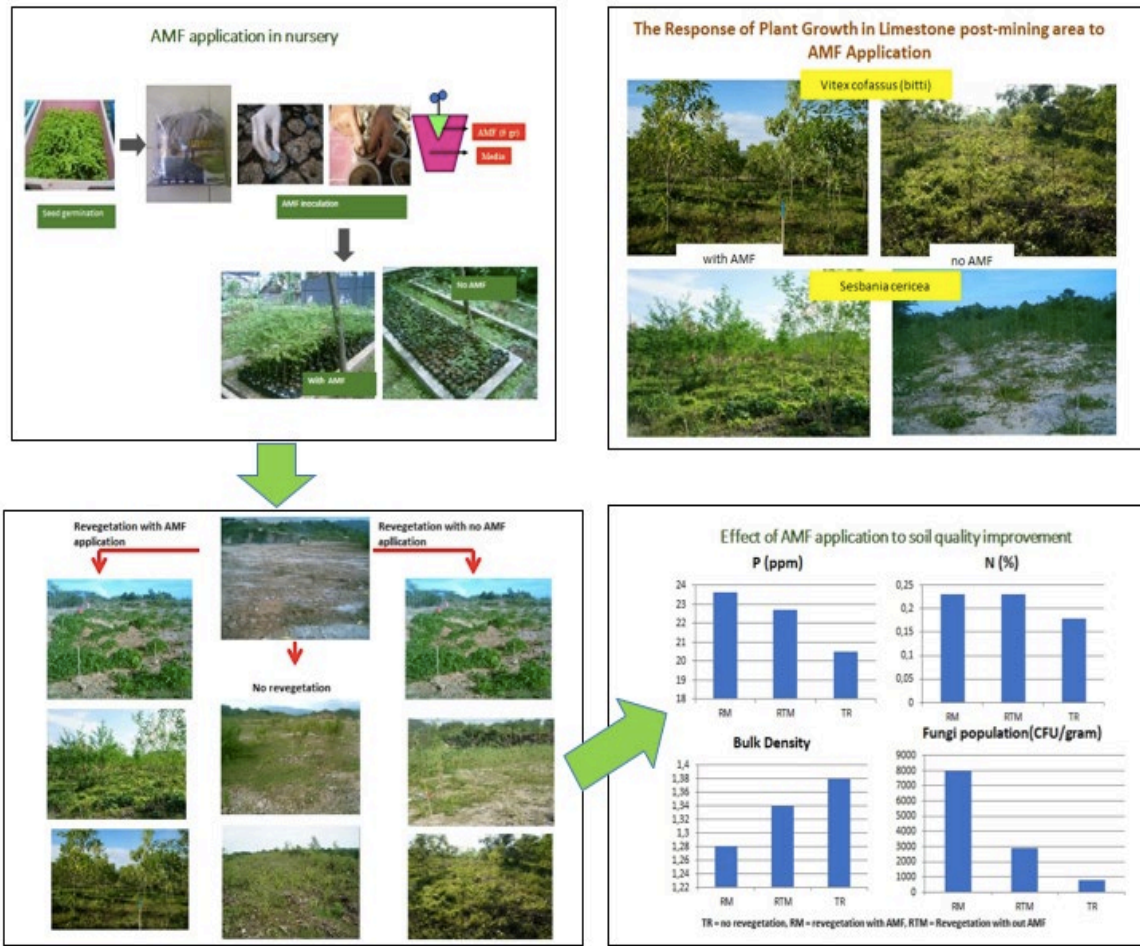 AMF application in nursery
Seed germination
AMF inoculation
AMF (5 gr)
Media
With AMF
No AMF
The Response of Plant Growth in Limestone post-mining area to
AMF Application
Vitex cofassus (bitti)
with AMF
no AMF
Sesbania cericea
Revegetation with AMF
application
Revegetation with no AMF
apllication
No revegetation
Effect of AMF application to soil quality improvement
P (ppm)
24
23
22
21
20
19
18
RM
RTM
TR
N (%)
0,25
0,2
0,15
0,1
0,05
0
RM
RTM
TR
Bulk Density
1,4
1,38
1,36
1,34
1,32
1,3
1,28
1,26
1,24
1,22
RM
RTM
TR
Fungi population(CFU/gram)
9000
8000
7000
6000
5000
4000
3000
2000
1000
0
RM
RTM
TR
TR = no revegetation, RM = revegetation with AMF, RTM = Revegetation with out AMF